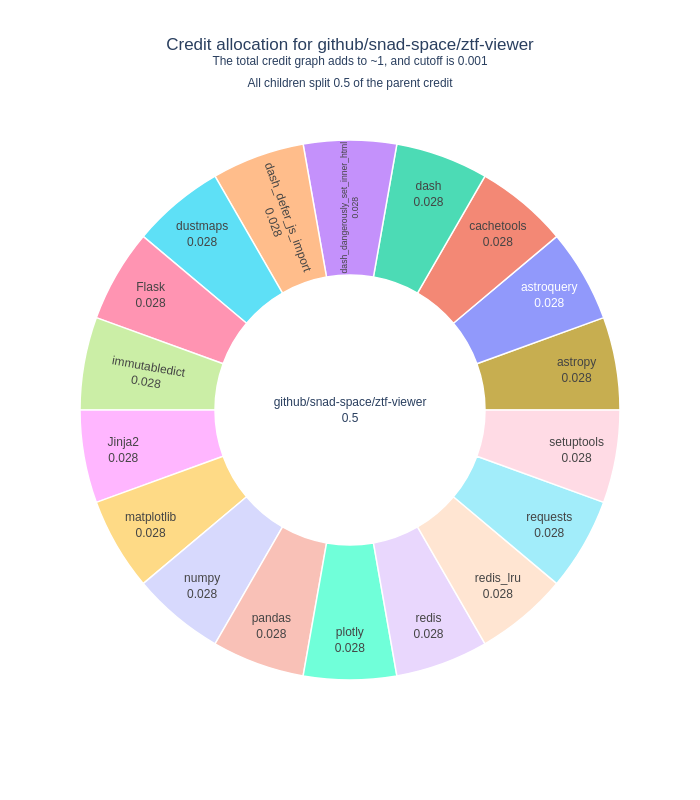 Credit allocation for github/snad-space/ztf-viewer
The total credit graph adds to ~1, and cutoff is 0.001
All children split 0.5 of the parent credit
github/snad-space/ztf-viewer
0.5
astropy
0.028
astroquery
0.028
cachetools
0.028
dash
0.028
dash_dangerously_set_inner_html
0.028
dash_defer_js_import
0.028
dustmaps
0.028
Flask
0.028
immutabledict
0.028
Jinja2
0.028
matplotlib
0.028
numpy
0.028
pandas
0.028
plotly
0.028
redis
0.028
redis_lru
0.028
requests
0.028
setuptools
0.028